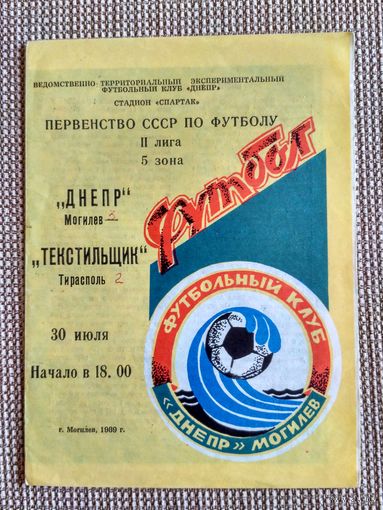 ВЕДОМСТВЕННО-ТЕРРИТОРИАЛЬНЫЙ ЭКСПЕРИМЕНТАЛЬНЫЙ
ФУТБОЛЬНЫЙ КЛУБ «ДНЕПР»
СТАДИОН «СПАРТАК»
ПЕРВЕНСТВО СССР ПО ФУТБОЛУ
II лига
5 зона
Футбол
„ДНЕПР“
Могилев 3
„ТЕКСТИЛЬЩИК“
Тирасполь 2
30 июля
Начало в 18.00
г. Могилев, 1989 г.
ФУТБОЛЬНЫЙ КЛУБ
«ДНЕПР» МОГИЛЕВ